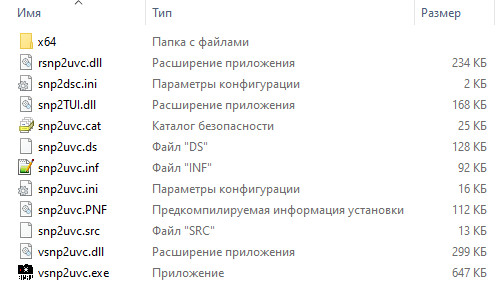 Имя Тип Размер
x64 Папка с файлами
rsnp2uvc.dll Расширение приложения 234 КБ
snp2dsc.ini Параметры конфигурации 2 КБ
snp2TUI.dll Расширение приложения 168 КБ
snp2uvc.cat Каталог безопасности 25 КБ
snp2uvc.ds Файл "DS" 128 КБ
snp2uvc.inf Файл "INF" 92 КБ
snp2uvc.ini Параметры конфигурации 16 КБ
snp2uvc.PNF Предкомпилируемая информация установки 112 КБ
snp2uvc.src Файл "SRC" 13 КБ
vsnp2uvc.dll Расширение приложения 299 КБ
vsnp2uvc.exe Приложение 647 КБ